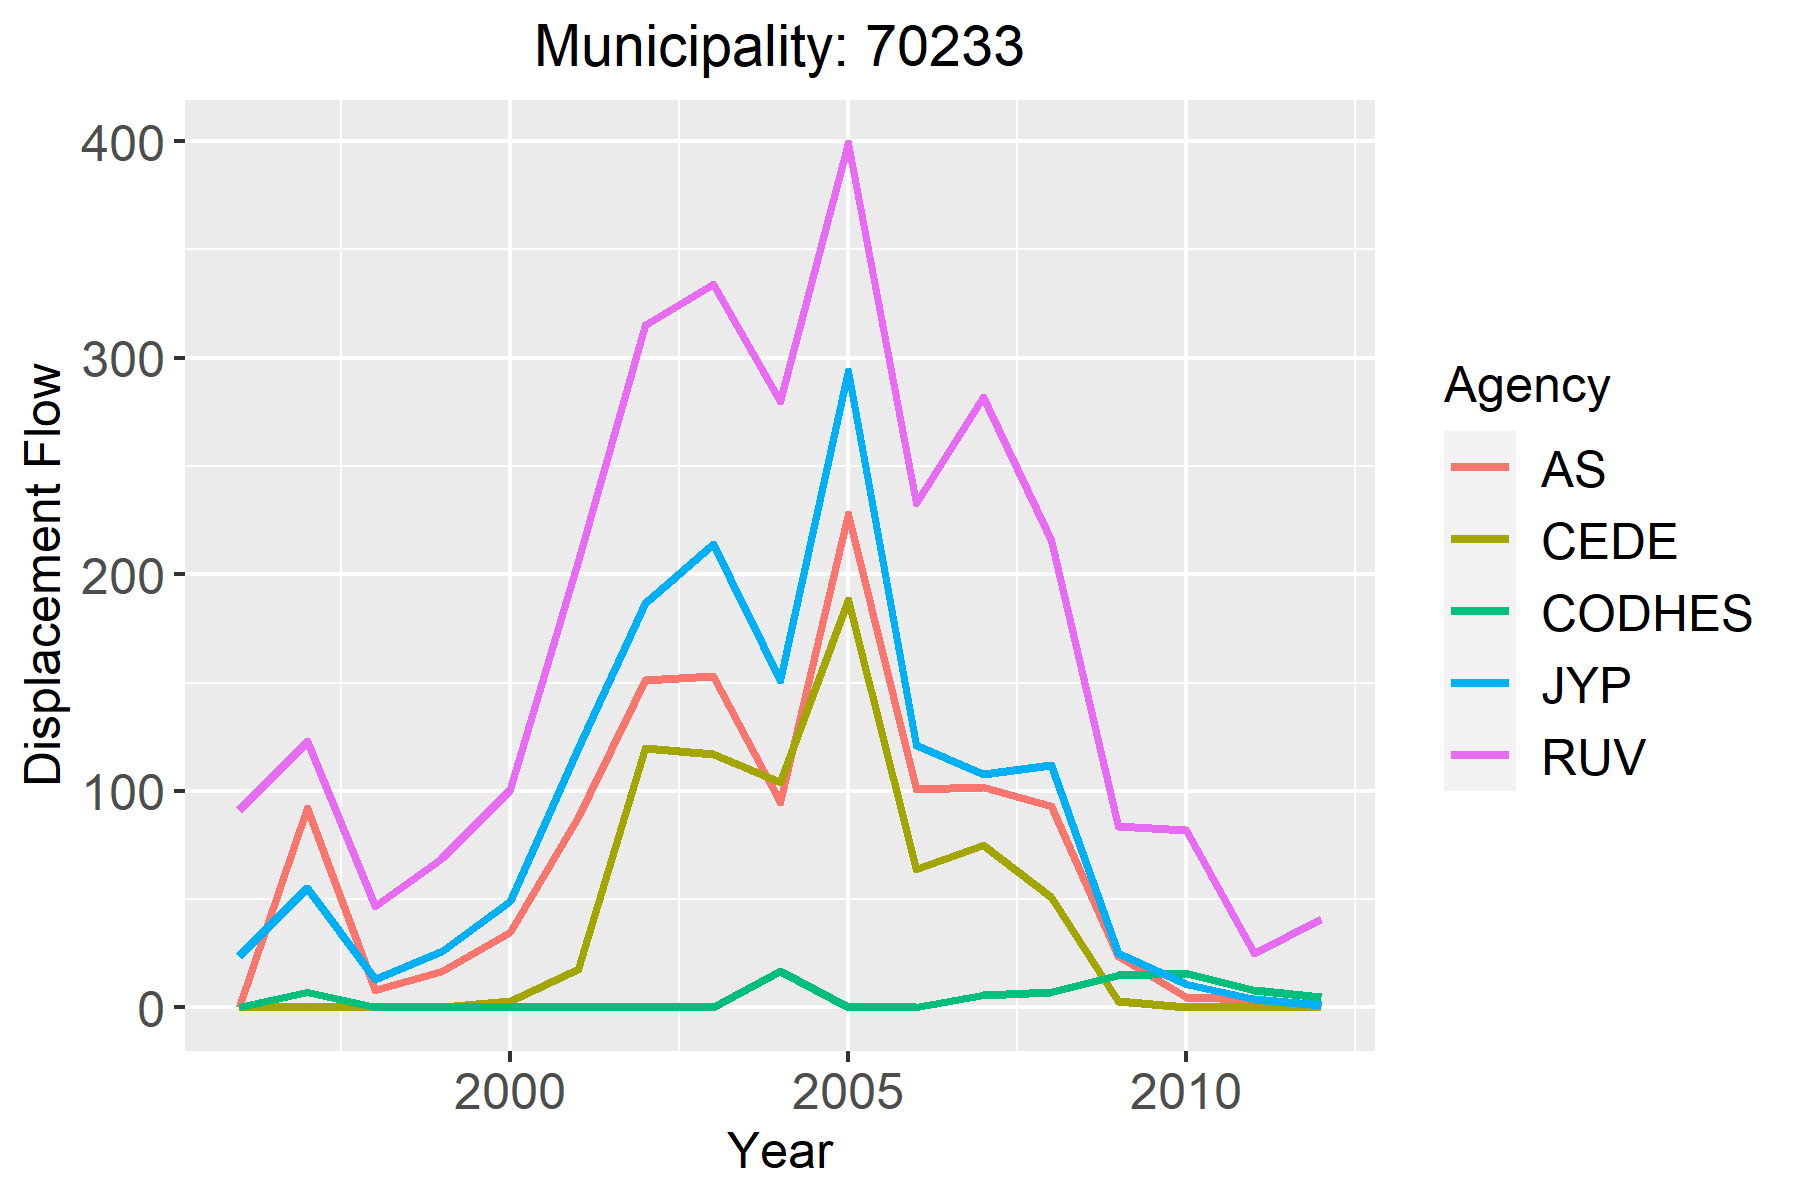 Municipality: 70233
400
300
200
100
0
Displacement Flow
2000
2005
2010
Year
Agency
AS
CEDE
CODHES
JYP
RUV